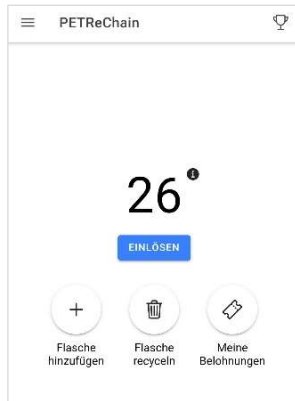 PETReChain
26
EINLÖSEN
Flasche
hinzufügen
Flasche
recyceln
Meine
Belohnungen